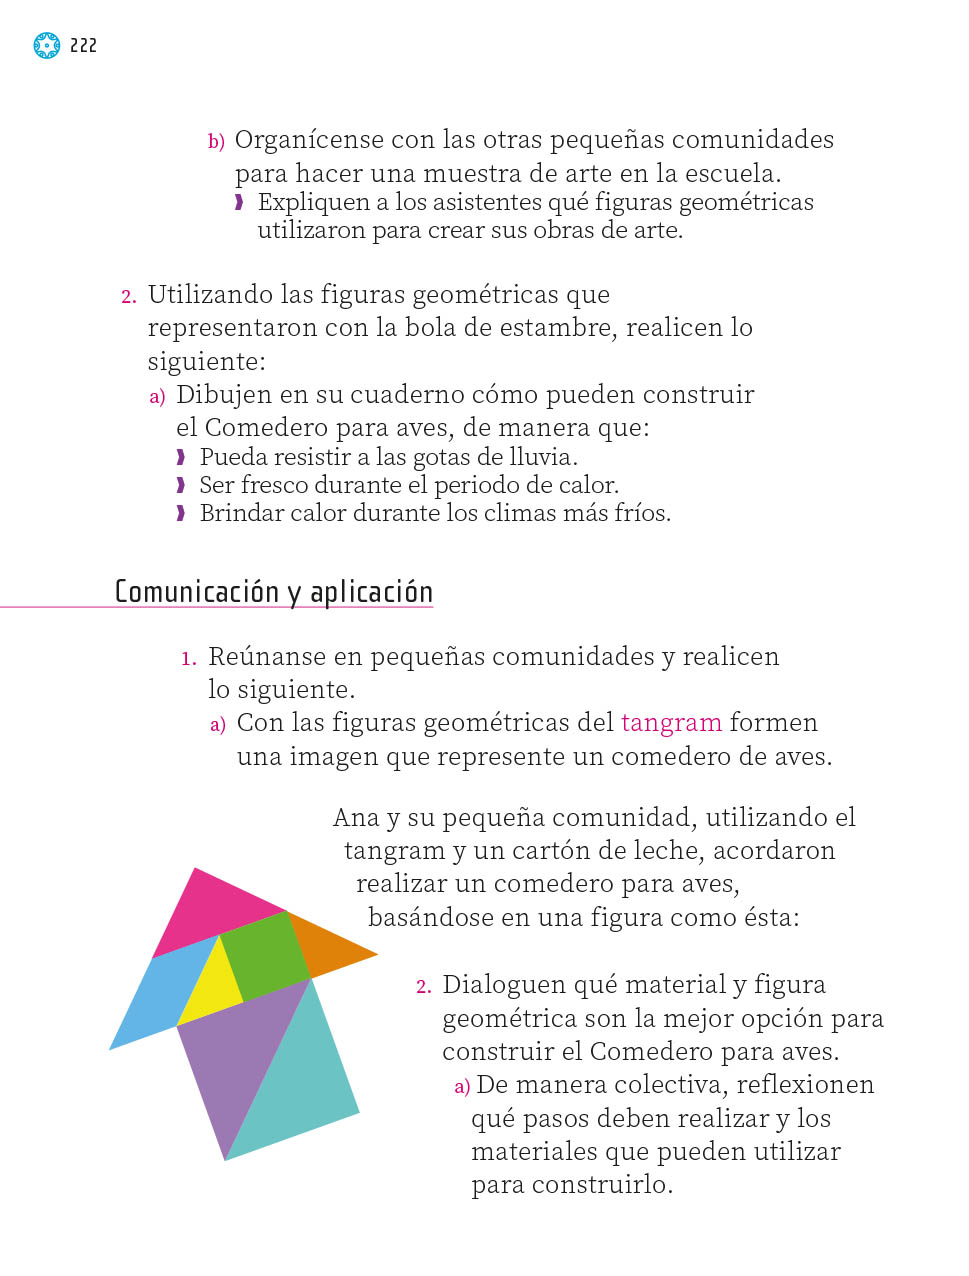 222
b) Organícense con las otras pequeñas comunidades
para hacer una muestra de arte en la escuela.
Expliquen a los asistentes qué figuras geométricas
utilizaron para crear sus obras de arte.
2. Utilizando las figuras geométricas que
representaron con la bola de estambre, realicen lo
siguiente:
a) Dibujen en su cuaderno cómo pueden construir
el Comedero para aves, de manera que:
Pueda resistir a las gotas de lluvia.
Ser fresco durante el periodo de calor.
Brindar calor durante los climas más fríos.
Comunicación y aplicación
1. Reúnanse en pequeñas comunidades y realicen
lo siguiente.
a) Con las figuras geométricas del tangram formen
una imagen que represente un comedero de aves.
Ana y su pequeña comunidad, utilizando el
tangram y un cartón de leche, acordaron
realizar un comedero para aves,
basándose en una figura como ésta:
2. Dialoguen qué material y figura
geométrica son la mejor opción para
construir el Comedero para aves.
a) De manera colectiva, reflexionen
qué pasos deben realizar y los
materiales que pueden utilizar
para construirlo.